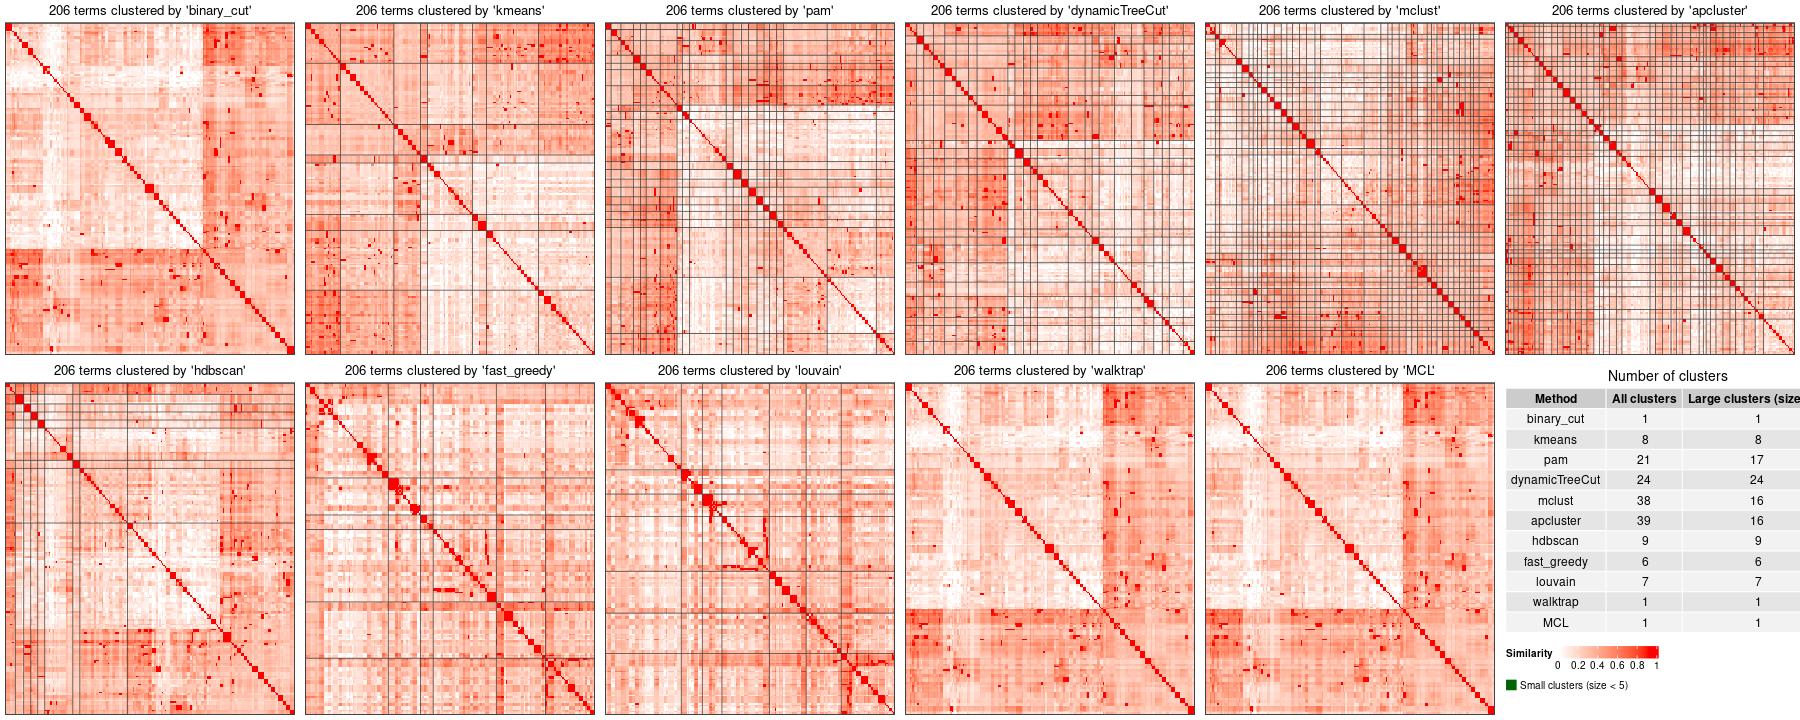 206 terms clustered by 'binary_cut'
206 terms clustered by 'kmeans'
206 terms clustered by 'pam'
206 terms clustered by 'dynamicTreeCut'
206 terms clustered by 'mclust'
206 terms clustered by 'apcluster'
206 terms clustered by 'hdbscan'
206 terms clustered by 'fast_greedy'
206 terms clustered by 'louvain'
206 terms clustered by 'walktrap'
206 terms clustered by 'MCL'
Number of clusters
Method All clusters Large clusters (size
binary_cut 1 1
kmeans 8 8
pam 21 17
dynamicTreeCut 24 24
mclust 38 16
apcluster 39 16
hdbscan 9 9
fast_greedy 6 6
louvain 7 7
walktrap 1 1
MCL 1 1
Similarity
0 0.2 0.4 0.6 0.8 1
Small clusters (size < 5)